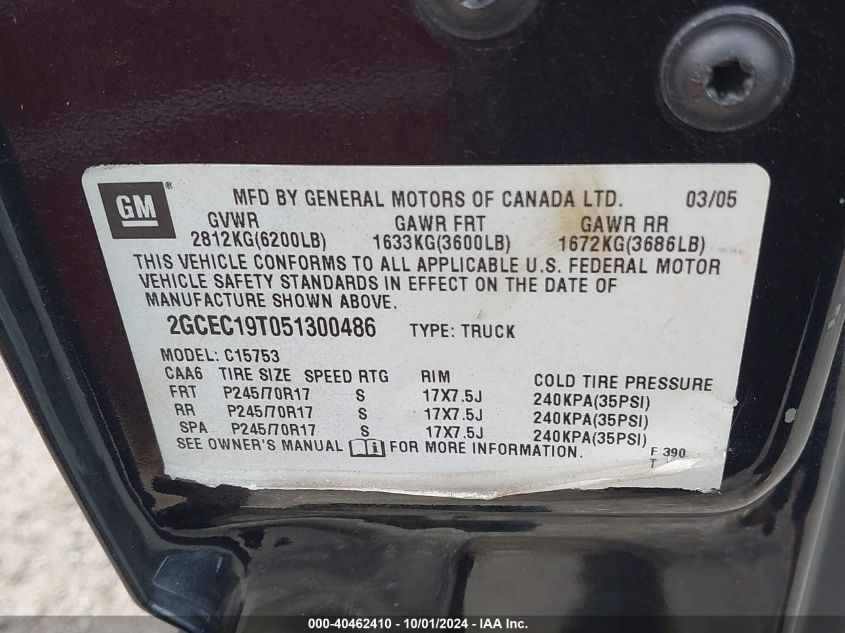 GM ® MFD BY GENERAL MOTORS OF CANADA LTD. 03/05
GVWR GAWR FRT GAWR RR
2812KG(6200LB) 1633KG(3600LB) 1672KG(3686LB)
THIS VEHICLE CONFORMS TO ALL APPLICABLE U.S. FEDERAL MOTOR
VEHICLE SAFETY STANDARDS IN EFFECT ON THE DATE OF
MANUFACTURE SHOWN ABOVE.
2GCEC19T051300486 TYPE: TRUCK
MODEL: C15753
CAA6 TIRE SIZE SPEED RTG RIM COLD TIRE PRESSURE
FRT P245/70R17 S 17X7.5J 240KPA(35PSI)
RR P245/70R17 S 17X7.5J 240KPA(35PSI)
SPA P245/70R17 S 17X7.5J 240KPA(35PSI)
SEE OWNER'S MANUAL FOR MORE INFORMATION.
F 390
T
000-40462410 - 10/01/2024 - IAA Inc.